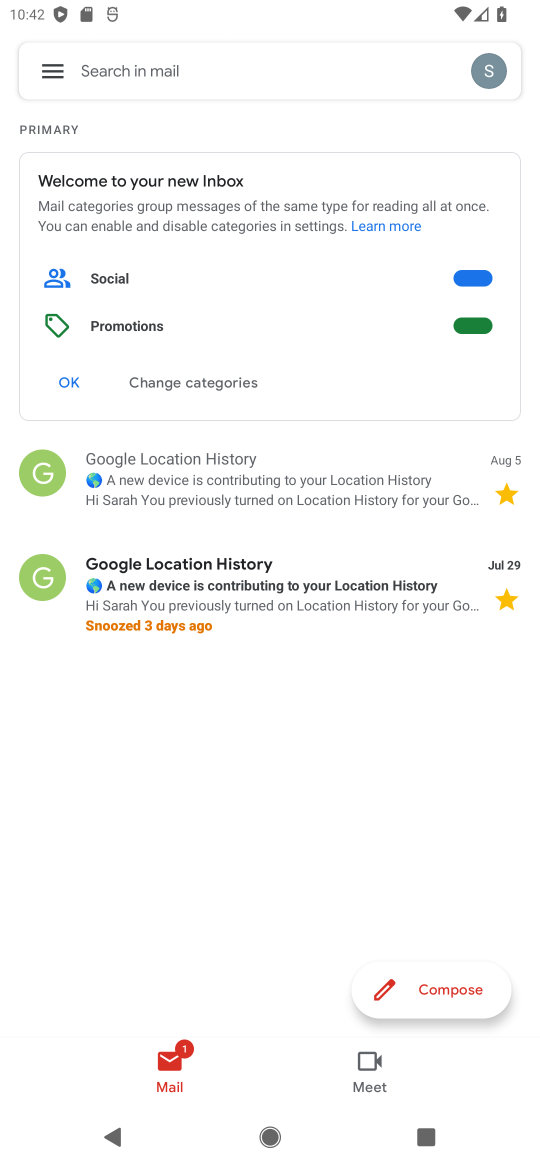 10:42
Search in mail
S
PRIMARY
Welcome to your new Inbox
Mail categories group messages of the same type for reading all at once.
You can enable and disable categories in settings. Learn more
Social
Promotions
OK Change categories
G
Google Location History Aug 5
🌎 A new device is contributing to your Location History
Hi Sarah You previously turned on Location History for your Go...
G
Google Location History Jul 29
🌎 A new device is contributing to your Location History
Hi Sarah You previously turned on Location History for your Go...
Snoozed 3 days ago
Compose
1
Mail Meet